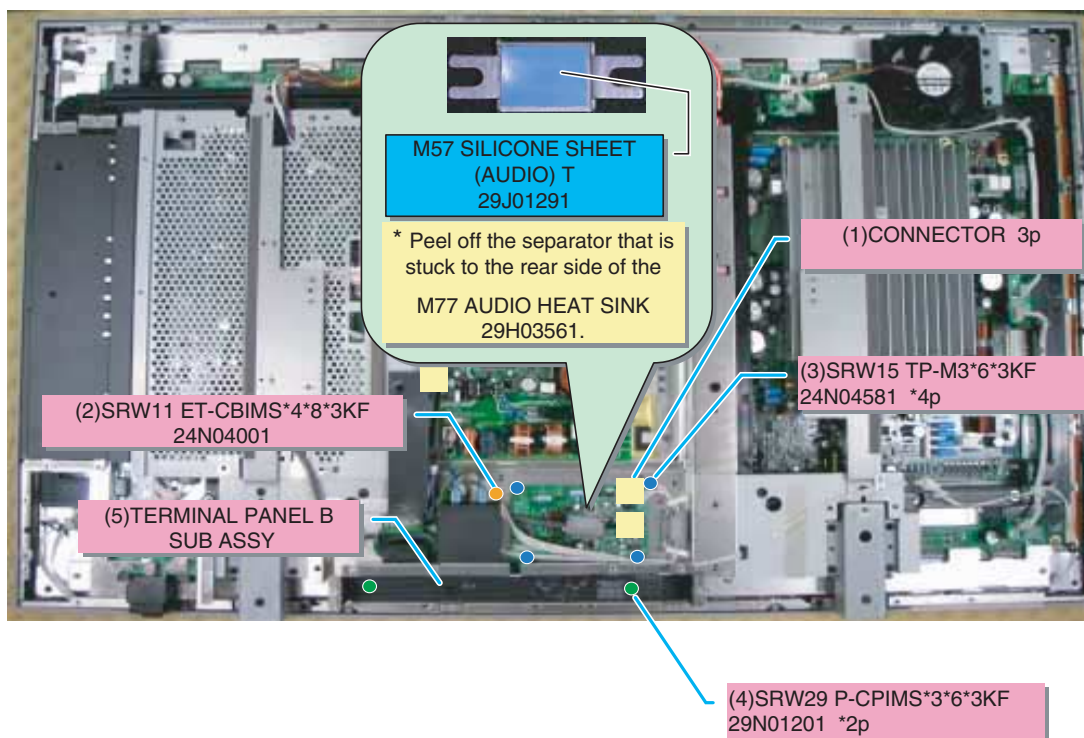 M57 SILICONE SHEET
(AUDIO) T
29J01291
* Peel off the separator that is
stuck to the rear side of the
M77 AUDIO HEAT SINK
29H03561.
(1)CONNECTOR 3p
(3)SRW15 TP-M3*6*3KF
24N04581 *4p
(2)SRW11 ET-CBIMS*4*8*3KF
24N04001
(5)TERMINAL PANEL B
SUB ASSY
(4)SRW29 P-CPIMS*3*6*3KF
29N01201 *2p